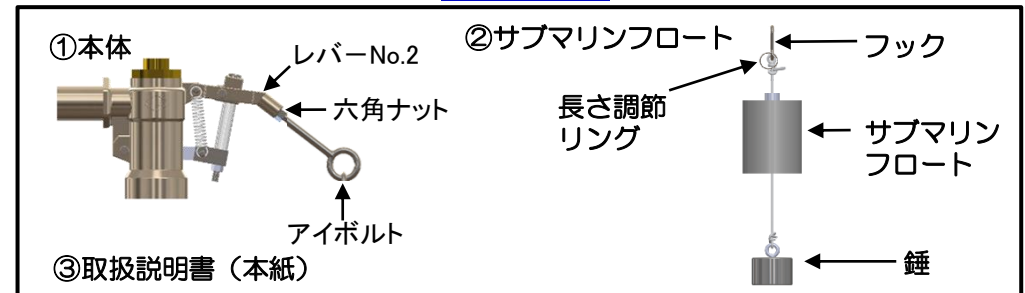 ①本体
レバーNo.2
六角ナット
アイボルト
②サブマリンフロート
フック
長さ調節
リング
サブマリン
フロート
錘
③取扱説明書（本紙）